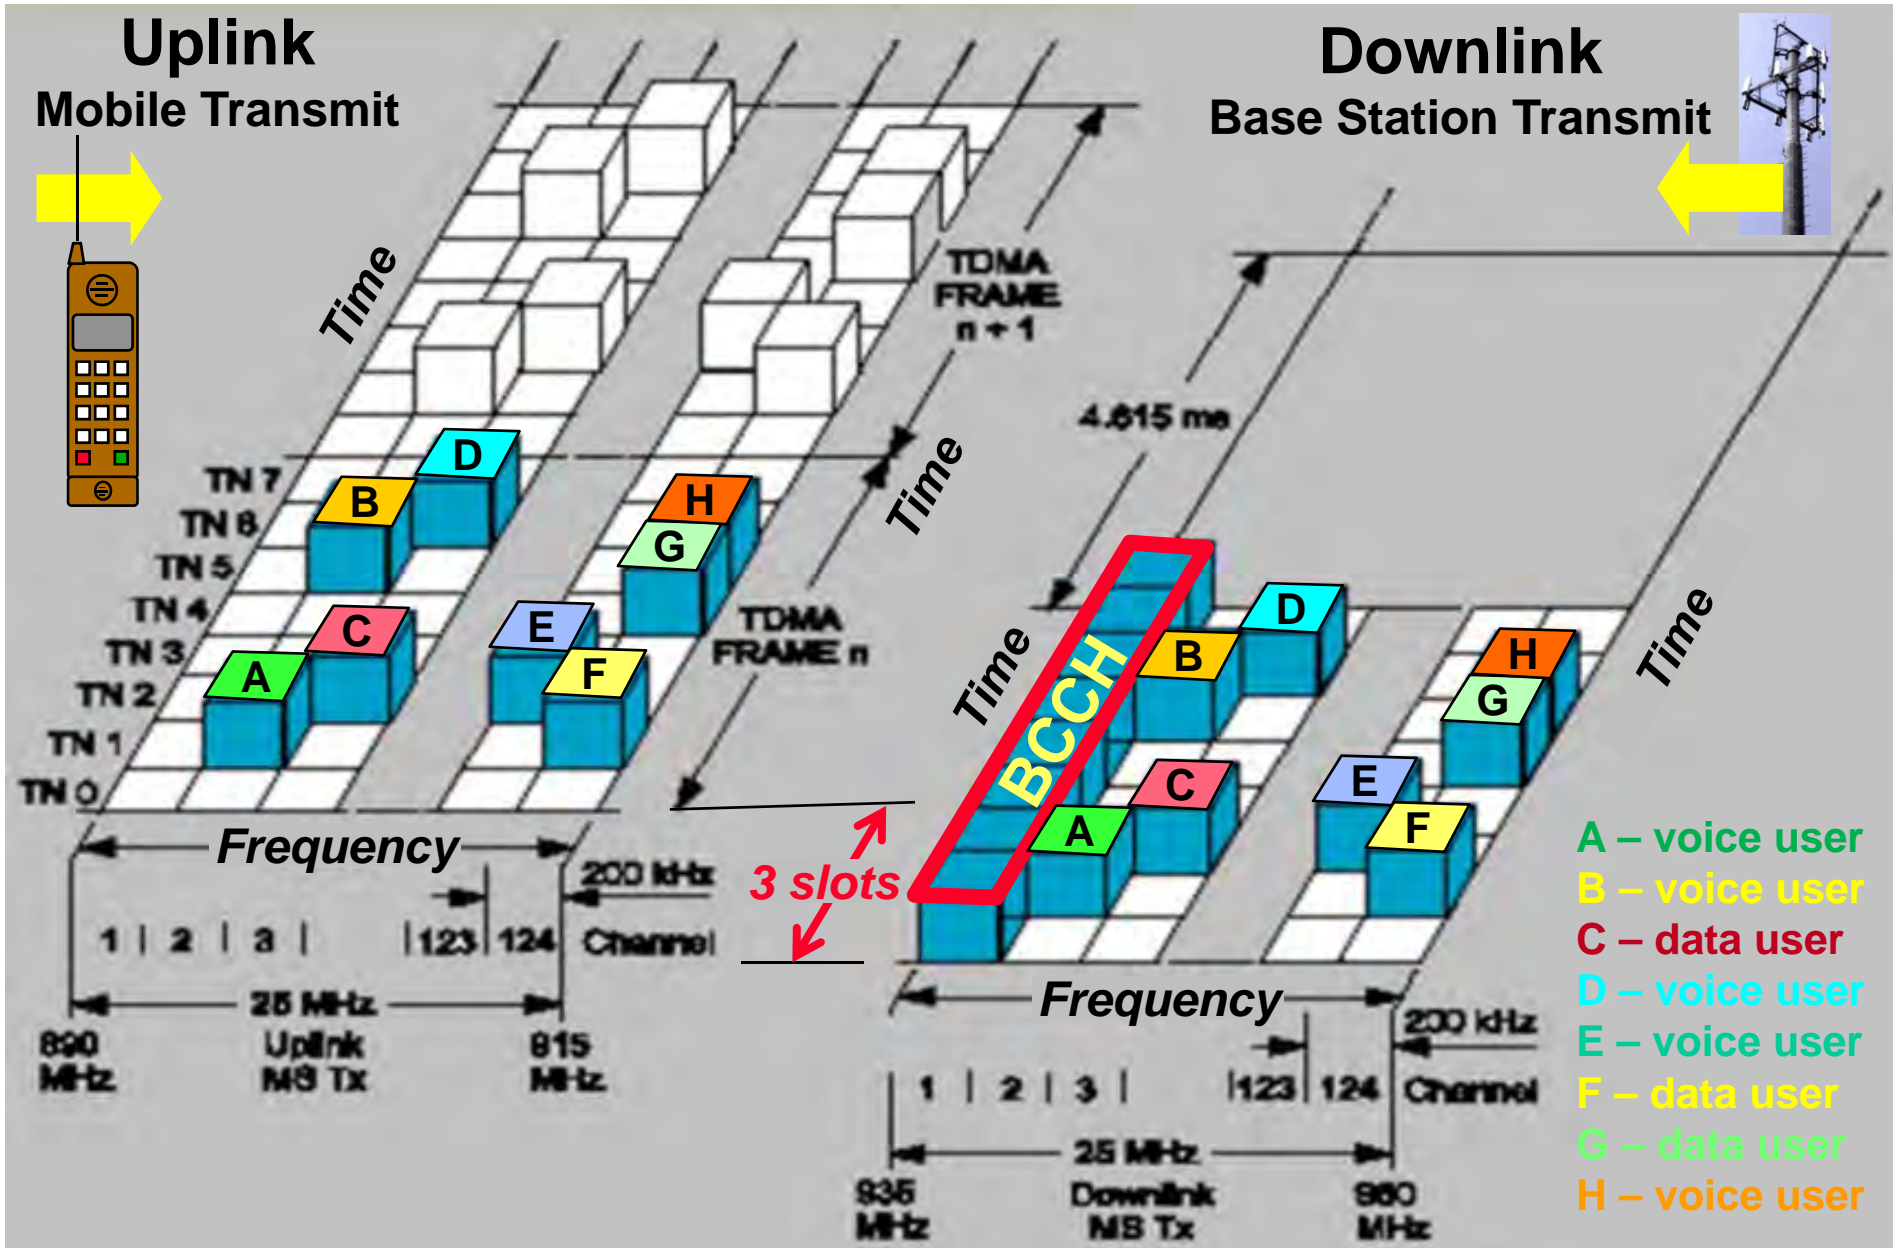 Uplink
Mobile Transmit
Downlink
Base Station Transmit
Time
TDMA
FRAME
n + 1
4.615 ms
Time
TN 7
TN 6
TN 5
TN 4
TN 3
TN 2
TN 1
TN 0
D
B
C
A
H
G
E
F
TDMA
FRAME n
Time
BCCH
D
B
C
A
H
G
E
F
Time
3 slots
Frequency
200 kHz
1 | 2 | 3 | | 123 | 124 Channel
25 MHz
890
MHz
Uplink
MS Tx
915
MHz
Frequency
200 kHz
1 | 2 | 3 | | 123 | 124 Channel
25 MHz
935
MHz
Downlink
MS Tx
960
MHz
A – voice user
B – voice user
C – data user
D – voice user
E – voice user
F – data user
G – data user
H – voice user